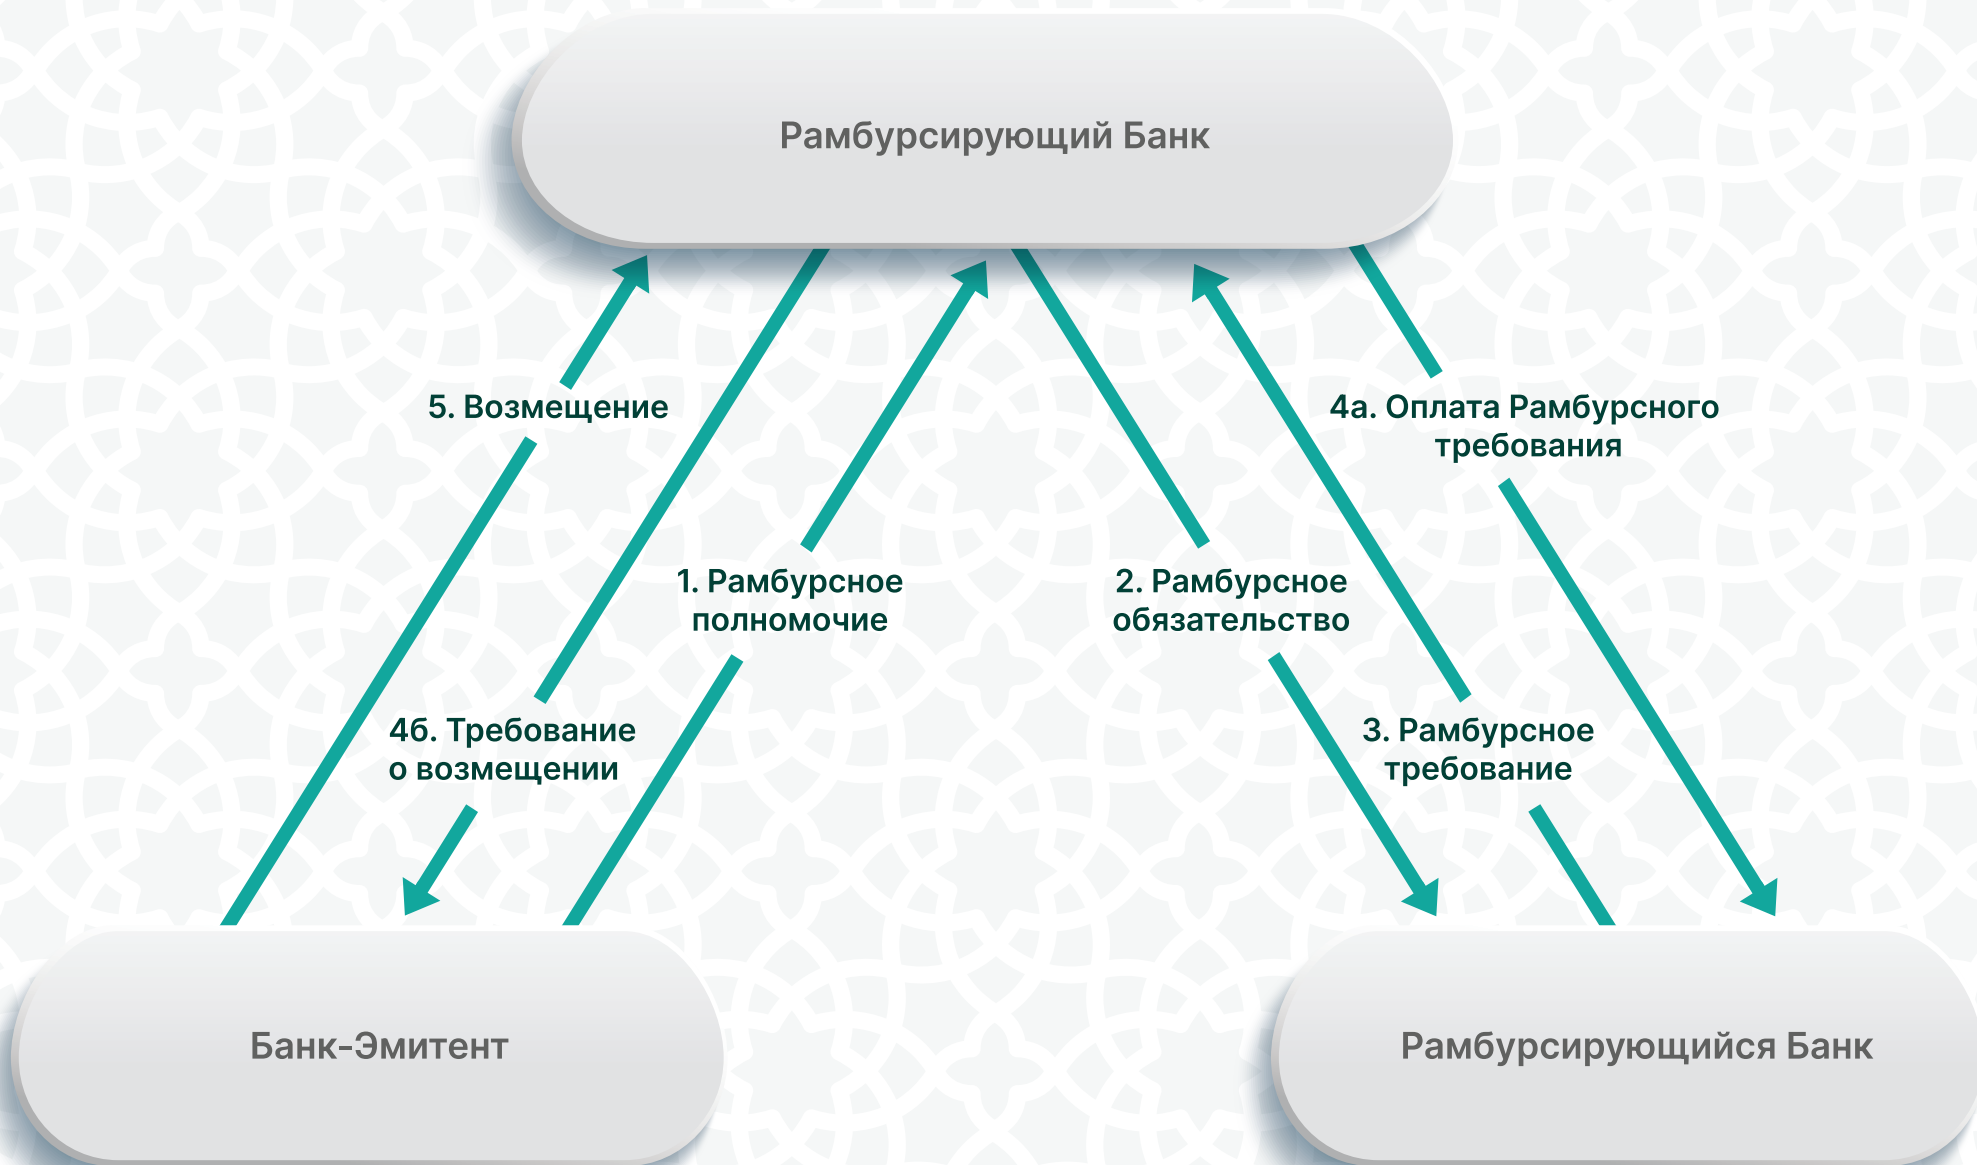 Рамбурсирующий Банк
5. Возмещение
4а. Оплата Рамбурсного
требования
1. Рамбурсное
полномочие
2. Рамбурсное
обязательство
4б. Требование
о возмещении
3. Рамбурсное
требование
Банк-Эмитент
Рамбурсирующийся Банк